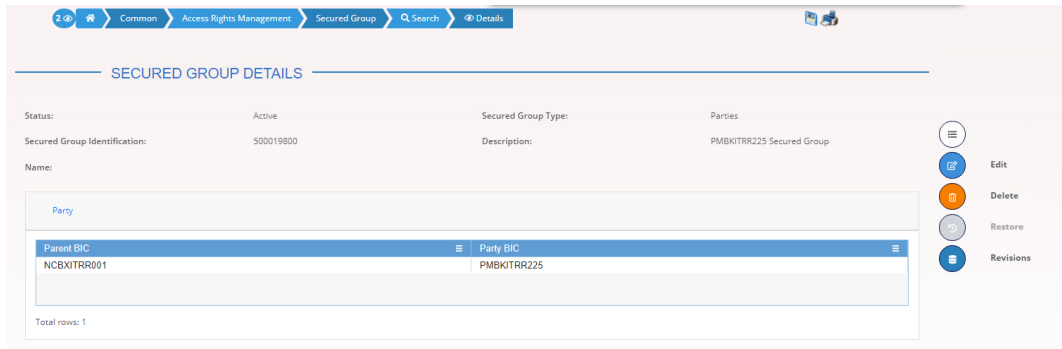 2 Common Access Rights Management Secured Group Search Details
SECURED GROUP DETAILS
Status: Active Secured Group Type: Parties
Secured Group Identification: 500019800 Description: PMBKITRR225 Secured Group
Name:
Edit
Delete
Restore
Revisions
Party
Parent BIC Party BIC
NCBXITRR001 PMBKITRR225
Total rows: 1